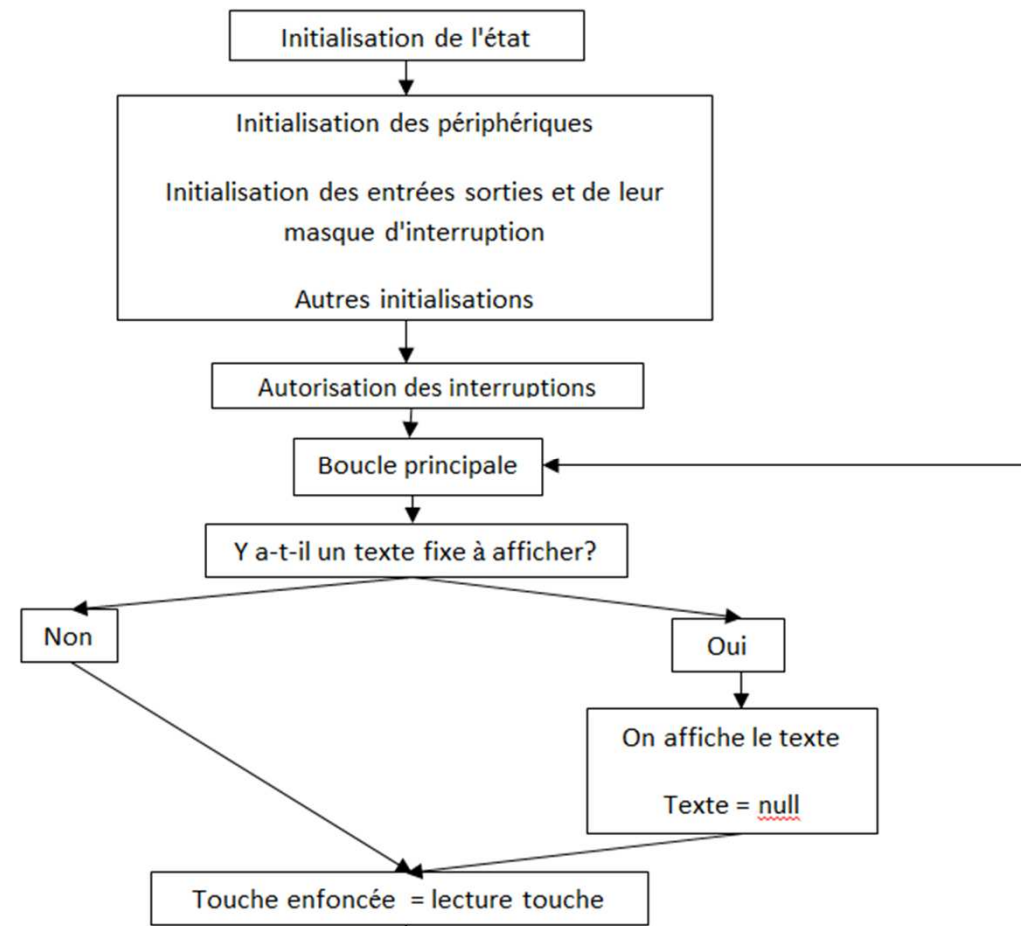 Initialisation de l'état
Initialisation des périphériques
Initialisation des entrées sorties et de leur
masque d'interruption
Autres initialisations
Autorisation des interruptions
Boucle principale
Y a-t-il un texte fixe à afficher?
Non
Oui
On affiche le texte
Texte = null
Touche enfoncée = lecture touche